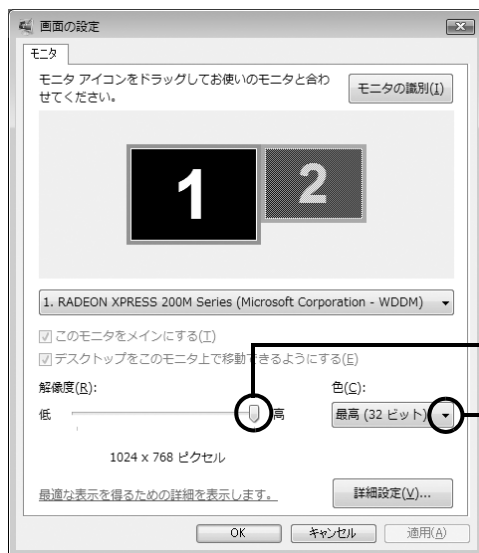 画面の設定
モニタ
モニタ アイコンをドラッグしてお使いのモニタと合わ
せてください。
モニタの識別(I)
1
2
1. RADEON XPRESS 200M Series (Microsoft Corporation - WDDM)
このモニタをメインにする(T)
デスクトップをこのモニタ上で移動できるようにする(E)
解像度(R):
色(C):
低
高
最高 (32 ビット)
1024 x 768 ピクセル
最適な表示を得るための詳細を表示します。
詳細設定(V)...
OK
キャンセル
適用(A)